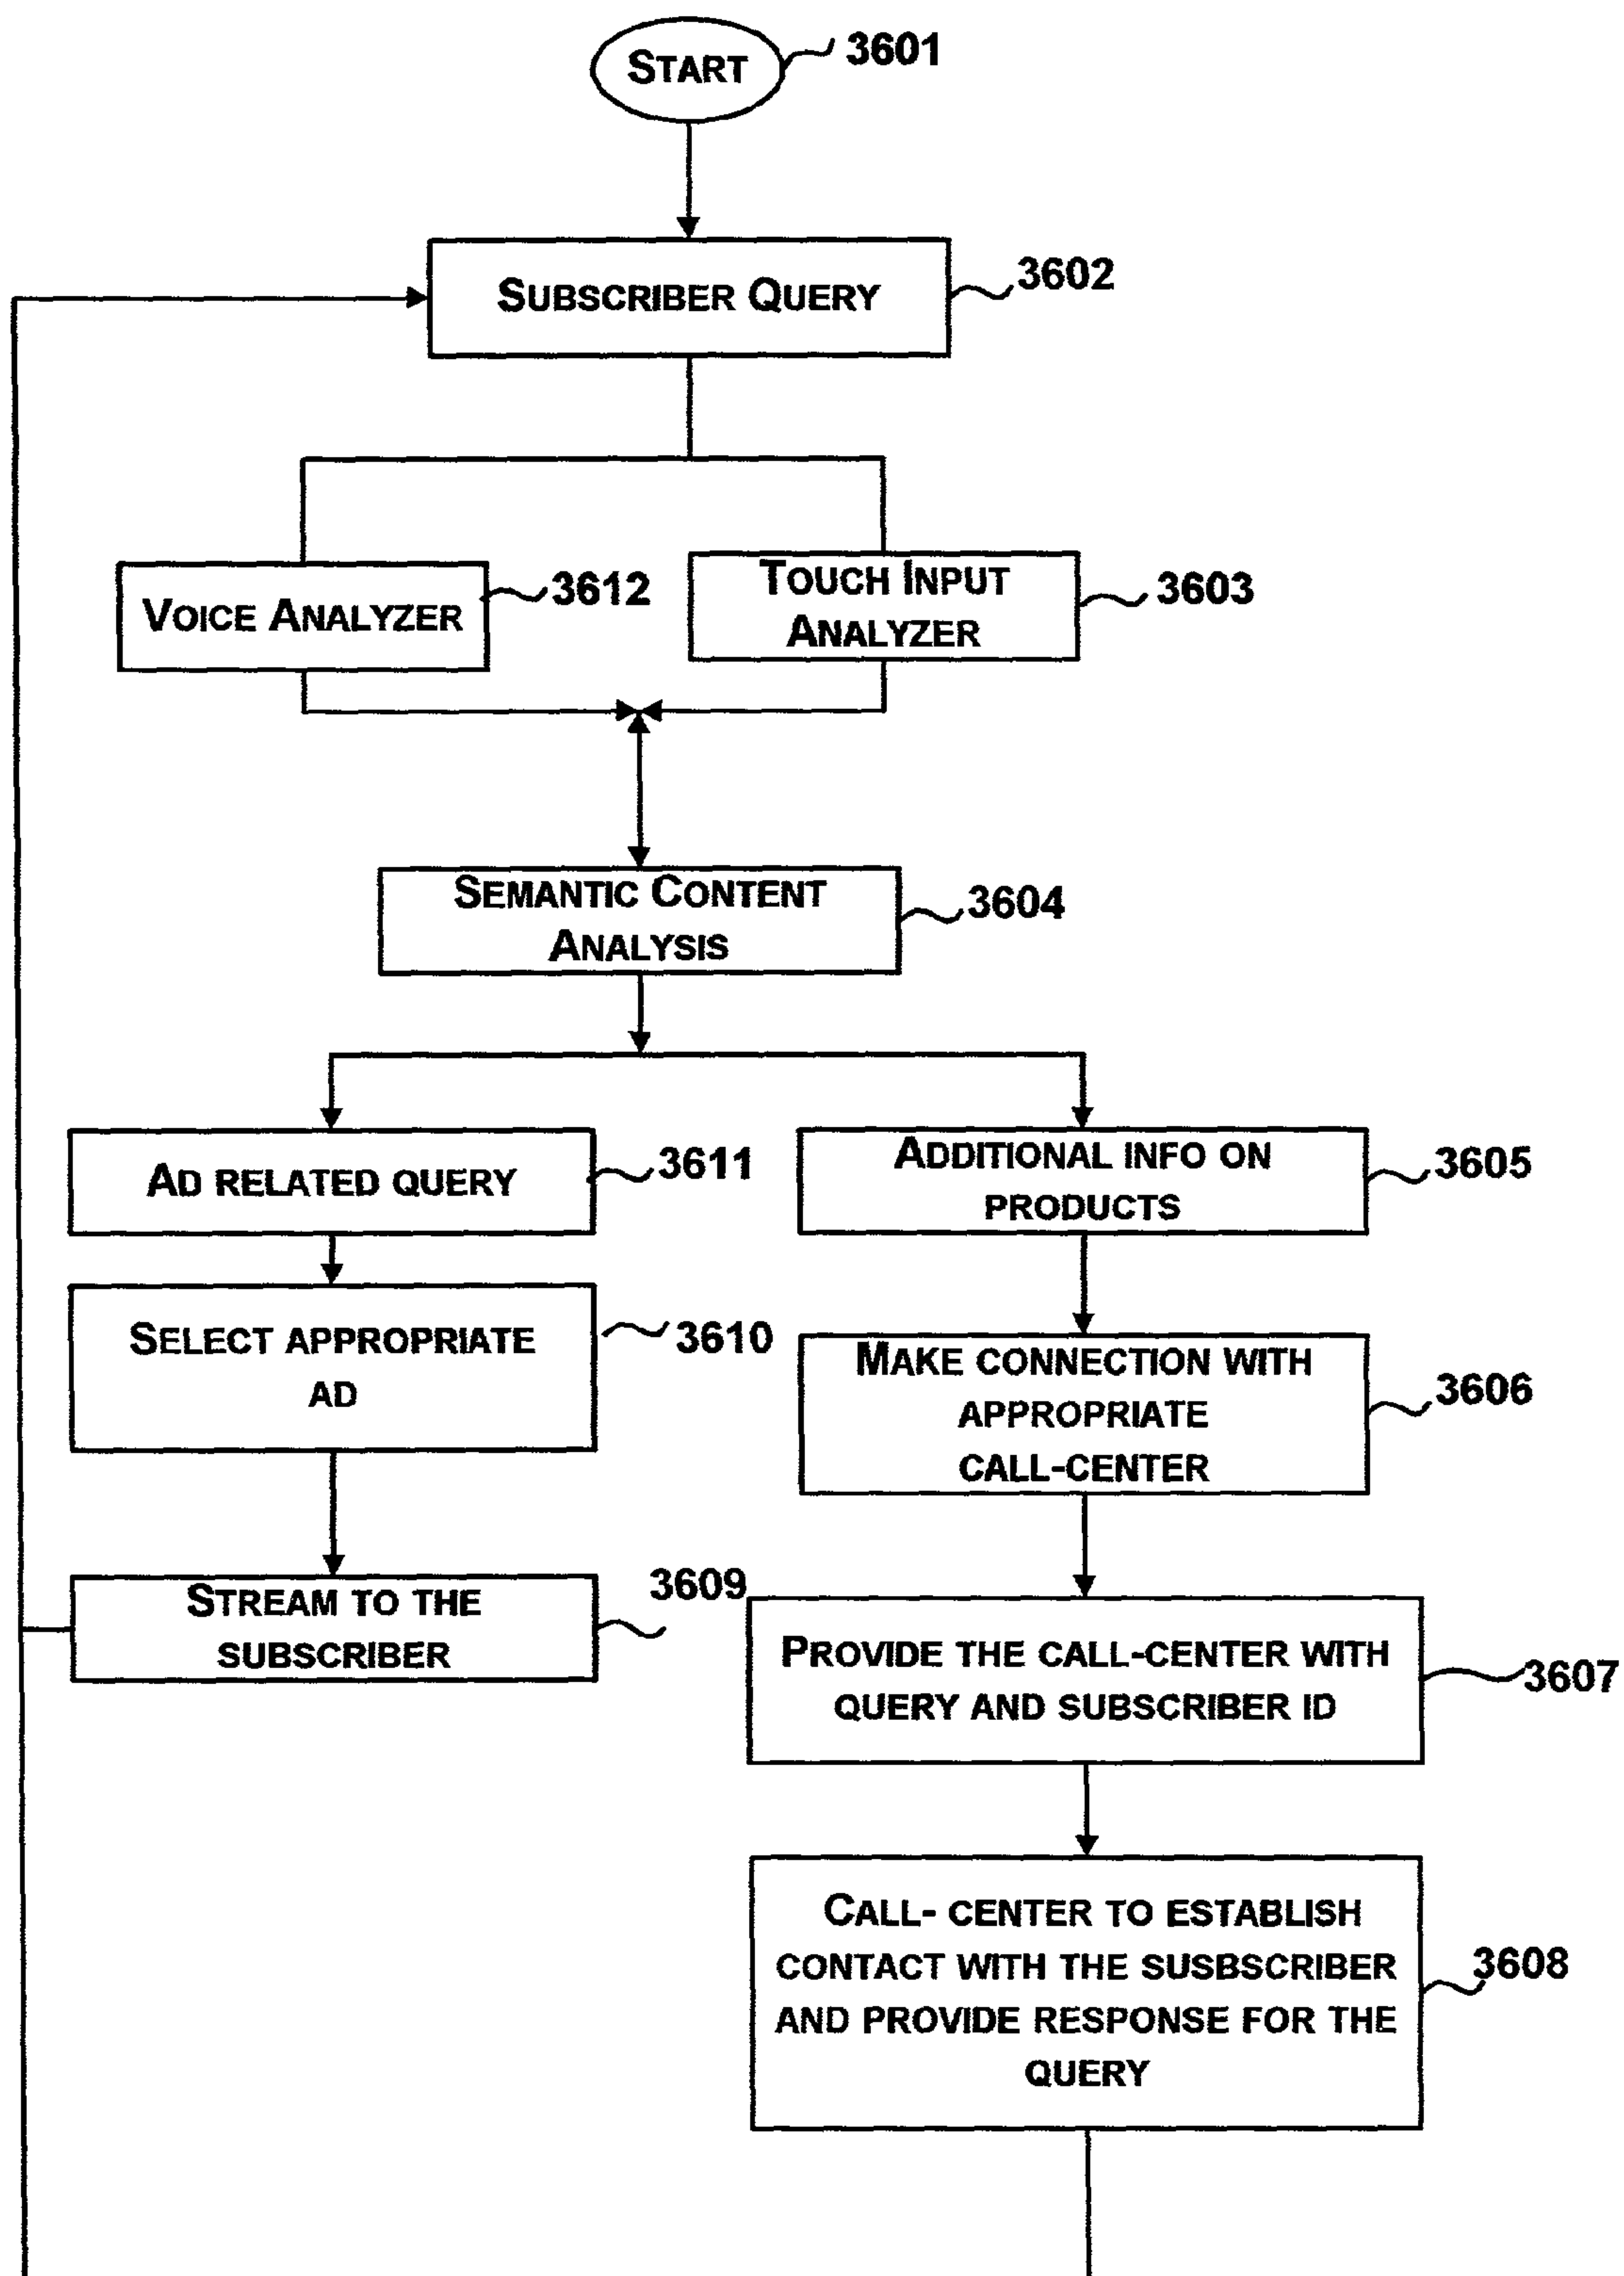 START
3601
SUBSCRIBER QUERY
3602
VOICE ANALYZER
3612
TOUCH INPUT
ANALYZER
3603
SEMANTIC CONTENT
ANALYSIS
3604
AD RELATED QUERY
3611
ADDITIONAL INFO ON
PRODUCTS
3605
SELECT APPROPRIATE
AD
3610
MAKE CONNECTION WITH
APPROPRIATE
CALL-CENTER
3606
STREAM TO THE
SUBSCRIBER
3609
PROVIDE THE CALL-CENTER WITH
QUERY AND SUBSCRIBER ID
3607
CALL- CENTER TO ESTABLISH
CONTACT WITH THE SUSBSCRIBER
AND PROVIDE RESPONSE FOR THE
QUERY
3608